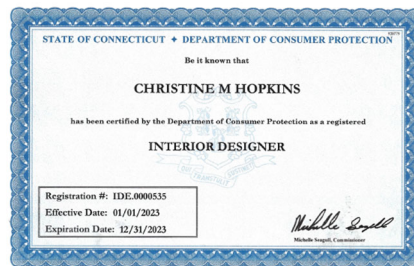 STATE OF CONNECTICUT ✦ DEPARTMENT OF CONSUMER PROTECTION
Be it known that
CHRISTINE M HOPKINS
has been certified by the Department of Consumer Protection as a registered
INTERIOR DESIGNER
Registration #: IDE.0000535
Effective Date: 01/01/2023
Expiration Date: 12/31/2023
Michelle Seagull
Michelle Seagull, Commissioner